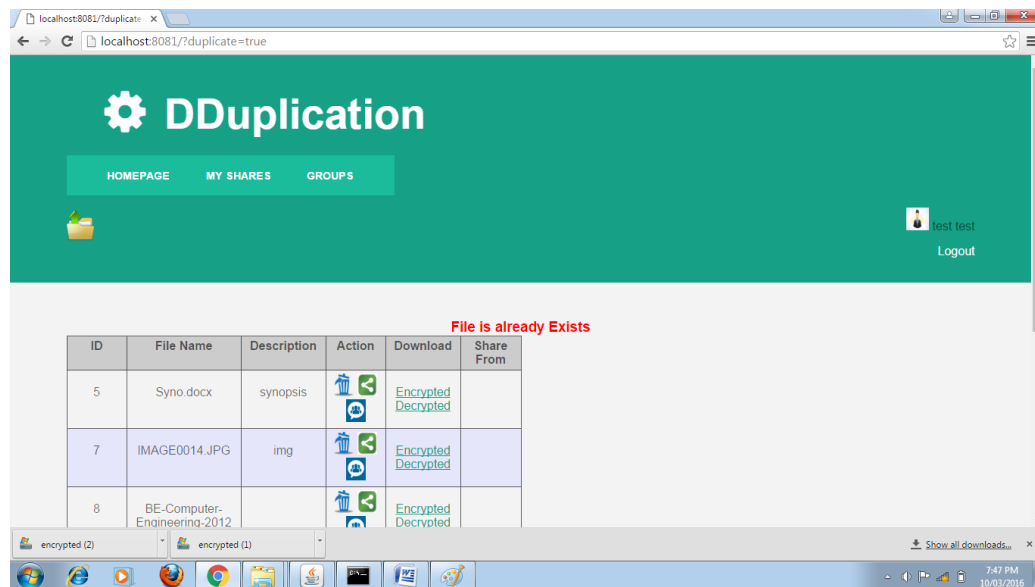 localhost:8081/?duplicate
localhost:8081/?duplicate=true
DDuplication
HOMEPAGE MY SHARES GROUPS
test test
Logout
File is already Exists
ID File Name Description Action Download Share From
5 Syno.docx synopsis Encrypted
Decrypted
7 IMAGE0014.JPG img Encrypted
Decrypted
8 BE-Computer- Encrypted
Engineering-2012 Decrypted
encrypted (2) encrypted (1) Show all downloads...
7:47 PM
10/03/2016